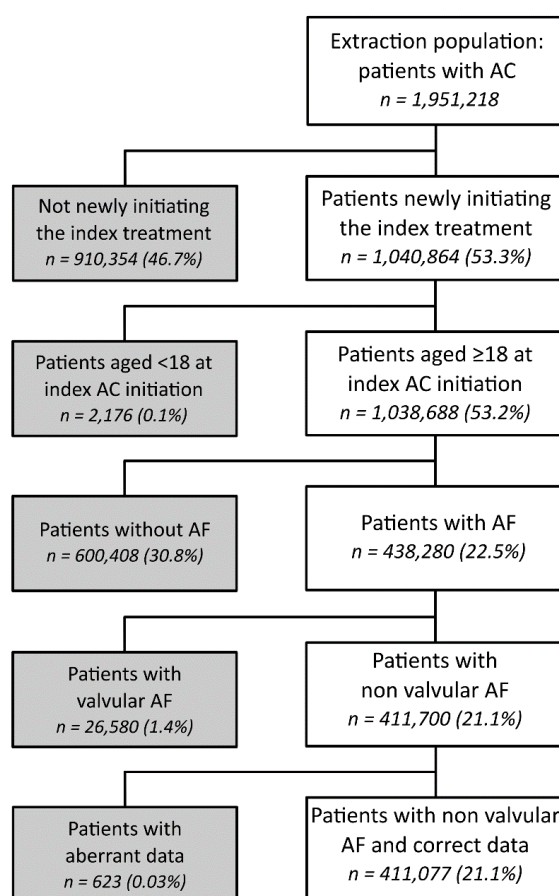 Extraction population:
patients with AC
n = 1,951,218
Not newly initiating
the index treatment
n = 910,354 (46.7%)
Patients newly initiating
the index treatment
n = 1,040,864 (53.3%)
Patients aged <18 at
index AC initiation
n = 2,176 (0.1%)
Patients aged ≥18 at
index AC initiation
n = 1,038,688 (53.2%)
Patients without AF
n = 600,408 (30.8%)
Patients with AF
n = 438,280 (22.5%)
Patients with
valvular AF
n = 26,580 (1.4%)
Patients with
non valvular AF
n = 411,700 (21.1%)
Patients with
aberrant data
n = 623 (0.03%)
Patients with non valvular
AF and correct data
n = 411,077 (21.1%)